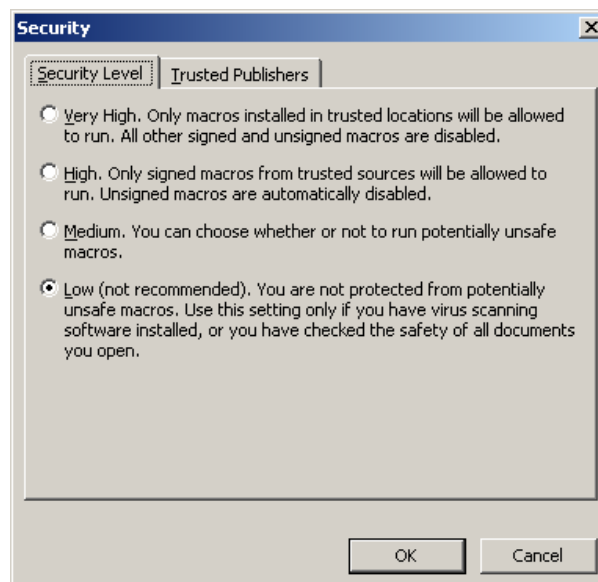 Security
Security Level Trusted Publishers
Very High. Only macros installed in trusted locations will be allowed
to run. All other signed and unsigned macros are disabled.
High. Only signed macros from trusted sources will be allowed to
run. Unsigned macros are automatically disabled.
Medium. You can choose whether or not to run potentially unsafe
macros.
Low (not recommended). You are not protected from potentially
unsafe macros. Use this setting only if you have virus scanning
software installed, or you have checked the safety of all documents
you open.
OK Cancel